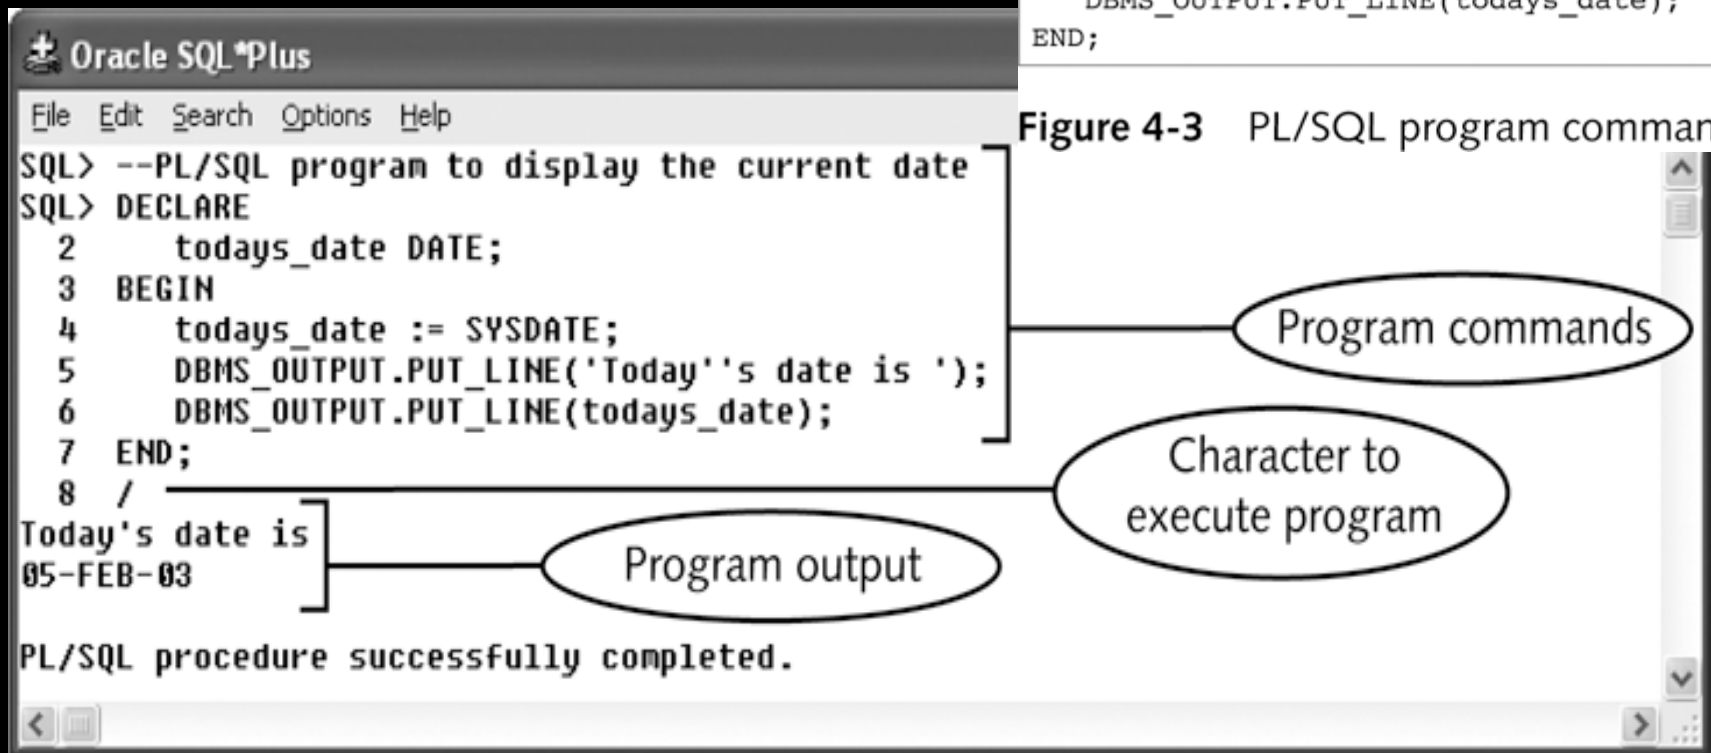 DBMS_OUTPUT.PUT_LINE(todays_date);
END;
Figure 4-3 PL/SQL program
Oracle SQL*Plus
File Edit Search Options Help
SQL> --PL/SQL program to display the current date
SQL> DECLARE
2 todays_date DATE;
3 BEGIN
4 todays_date := SYSDATE;
5 DBMS_OUTPUT.PUT_LINE('Today''s date is ');
6 DBMS_OUTPUT.PUT_LINE(todays_date);
7 END;
8 /
Today's date is
05-FEB-03
PL/SQL procedure successfully completed.
Program commands
Character to
execute program
Program output